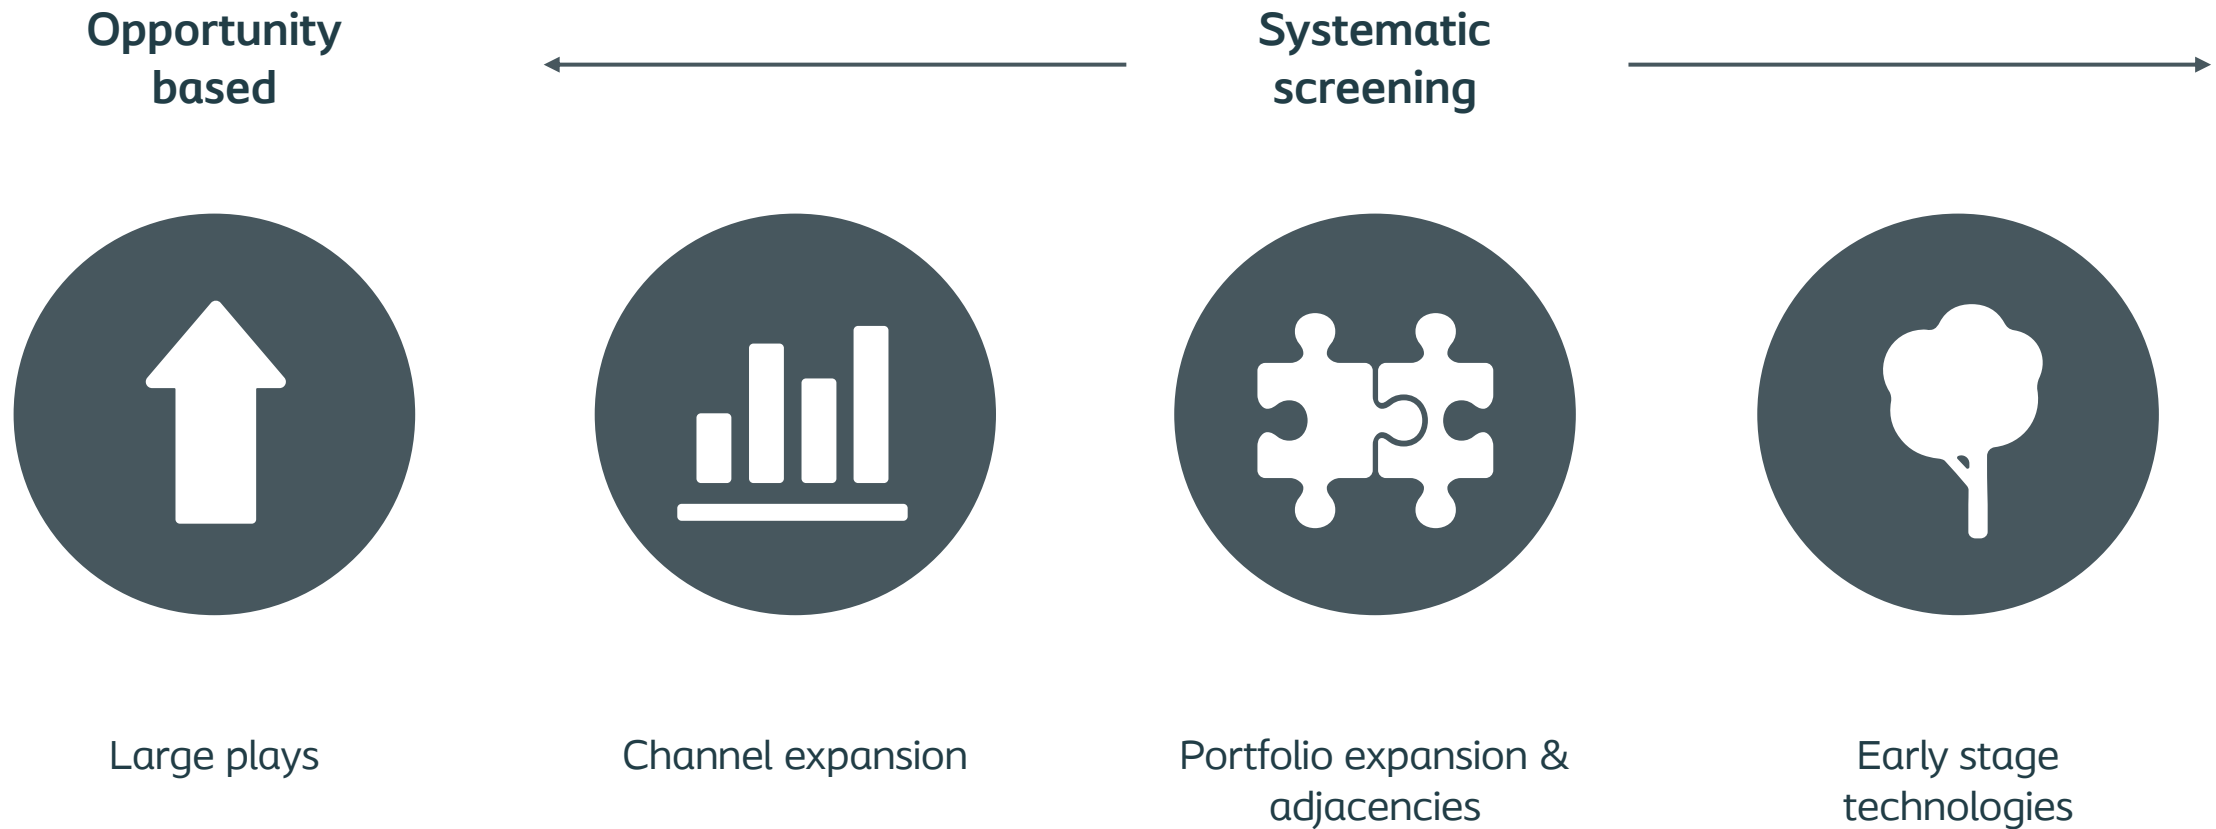 Opportunity
based
Systematic
screening
Large plays
Channel expansion
Portfolio expansion &
adjacencies
Early stage
technologies